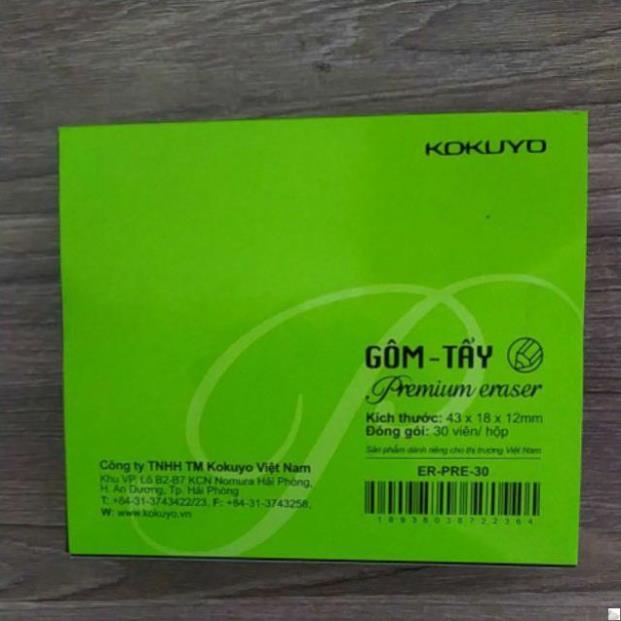 KOKUYO
GÔM - TẨY
Premium eraser
Kích thước: 43 x 18 x 12mm
Đóng gói: 30 viên/ hộp
Sản phẩm dành riêng cho thị trường Việt Nam
ER-PRE-30
18936038722364
Công ty TNHH TM Kokuyo Việt Nam
Khu VP, Lô B2-B7 KCN Nomura Hải Phòng,
H. An Dương, Tp. Hải Phòng
T: +84-31-3743422/23, F: +84-31-3743258,
W: www.kokuyo.vn